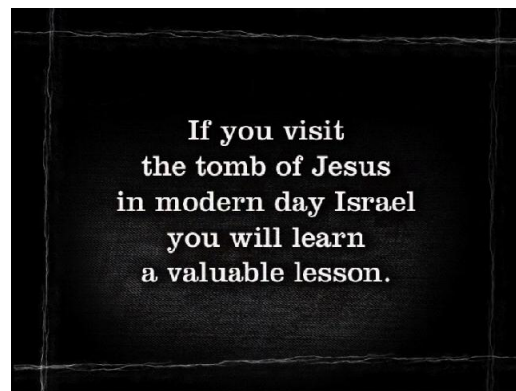 If you visit
the tomb of Jesus
in modern day Israel
you will learn
a valuable lesson.